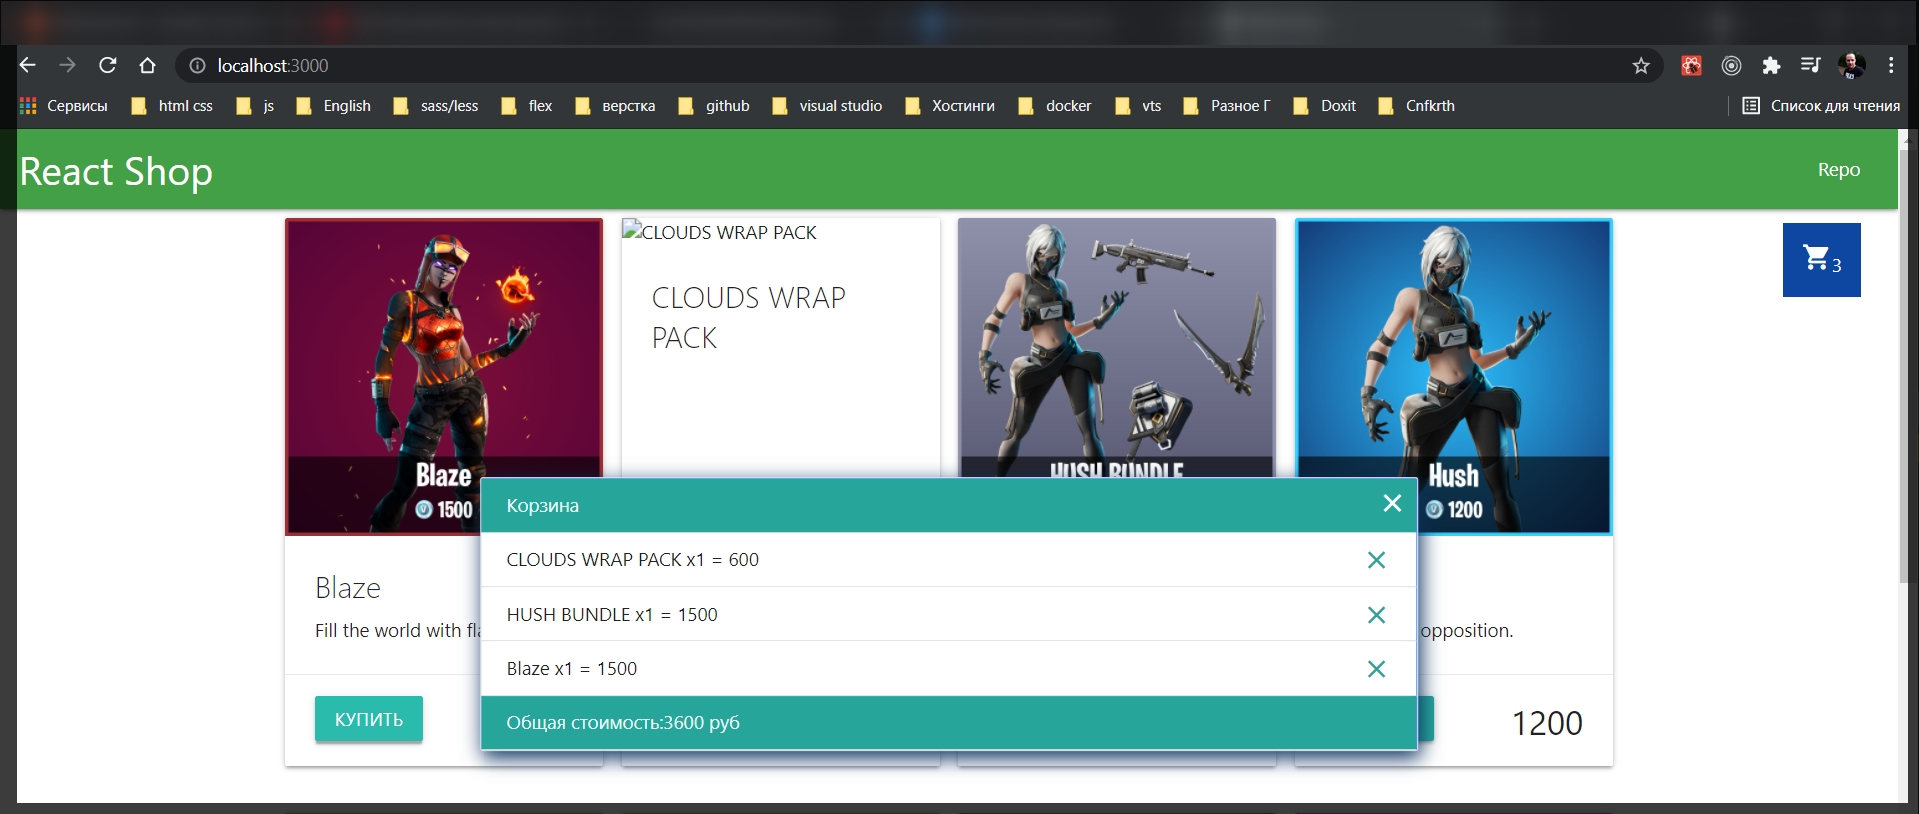 localhost:3000
Сервисы html css js English sass/less flex верстка github visual studio Хостинги docker vts Разное Г Doxit Cnfkrth Список для чтения
React Shop
Repo
3
CLOUDS WRAP PACK
CLOUDS WRAP
PACK
Blaze
1500
HUSH BUNDLE
Hush
1200
Blaze
Fill the world with
opposition.
КУПИТЬ
1200
Корзина
CLOUDS WRAP PACK x1 = 600
HUSH BUNDLE x1 = 1500
Blaze x1 = 1500
Общая стоимость:3600 руб